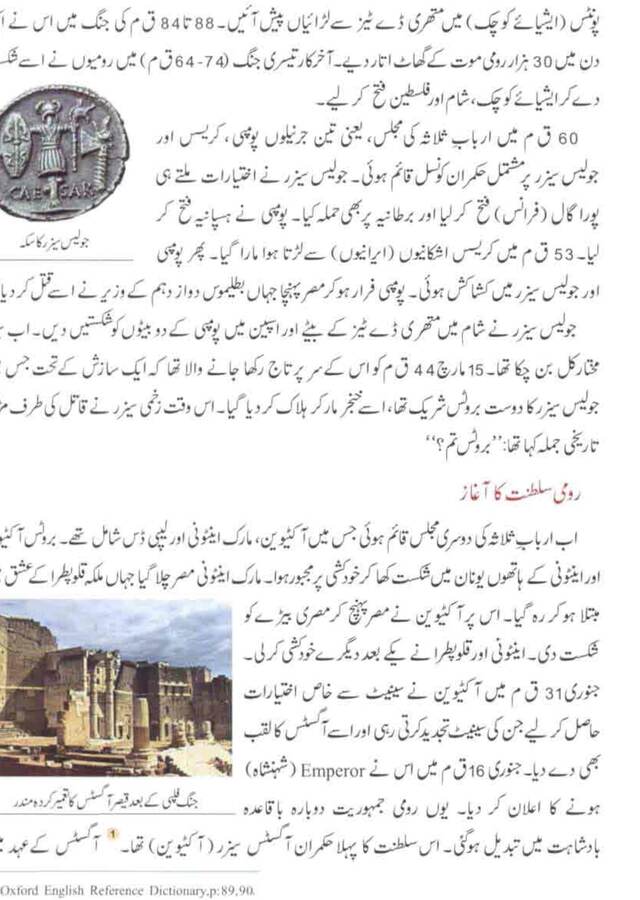 پونٹس (ایشیائے کوچک) میں متھری ڈے ٹیز سے لڑائیاں پیش آئیں۔ 88 تا 84 ق م کی جنگ میں اس نے
دن میں 30 ہزار رومی موت کے گھاٹ اتار دیے۔ آخر کار تیسری جنگ (74-64 ق م) میں رومیوں نے اسے
دے کر ایشیائے کوچک، شام اور فلسطین فتح کر لیے۔
60 ق م میں ارباب ثلاثہ کی مجلس، یعنی تین جرنیلوں پومپی، کریسس اور
جولیس سیزر پر مشتمل حکمران کونسل قائم ہوئی۔ جولیس سیزر نے اختیارات ملتے ہی
پورا گال (فرانس) فتح کر لیا اور برطانیہ پر بھی حملہ کیا۔ پومپی نے ہسپانیہ فتح کر
لیا۔ 53 ق م میں کریسس اشکانیوں (ایرانیوں) سے لڑتا ہوا مارا گیا۔ پھر پومپی
CAESAR
جولیس سیزر کا سکہ
اور جولیس سیزر میں کشاکش ہوئی۔ پومپی فرار ہو کر مصر پہنچا جہاں بطلیموس دواز دہم کے وزیر نے اسے قتل کر دیا
جولیس سیزر نے شام میں متھری ڈے ٹیز کے بیٹے اور اسپین میں پومپی کے دو بیٹوں کو شکستیں دیں۔ اب
مختار کل بن چکا تھا۔ 15 مارچ 44 ق م کو اس کے سر پر تاج رکھا جانے والا تھا کہ ایک سازش کے تحت جس
جولیس سیزر کا دوست بروٹس شریک تھا، اسے خنجر مار کر ہلاک کر دیا گیا۔ اس وقت زخمی سیزر نے قاتل کی طرف
تاریخی جملہ کہا تھا: ’’بروٹس تم؟‘‘
رومی سلطنت کا آغاز
اب ارباب ثلاثہ کی دوسری مجلس قائم ہوئی جس میں آکٹیوین، مارک اینٹونی اور لیپی ڈس شامل تھے۔ بروٹس
اور اینٹونی کے ہاتھوں یونان میں شکست کھا کر خودکشی پر مجبور ہوا۔ مارک اینٹونی مصر چلا گیا جہاں ملکہ قلوپطرا کے عشق
مبتلا ہو کر رہ گیا۔ اس پر آکٹیوین نے مصر پہنچ کر مصری بیڑے کو
شکست دی۔ اینٹونی اور قلوپطرا نے یکے بعد دیگرے خودکشی کر لی۔
جنوری 31 ق م میں آکٹیوین نے سینیٹ سے خاص اختیارات
حاصل کر لیے جن کی سینیٹ تجدید کرتی رہی اور اسے آگسٹس کا لقب
بھی دے دیا۔ جنوری 16 ق م میں اس نے Emperor (شہنشاہ)
ہونے کا اعلان کر دیا۔ یوں رومی جمہوریت دوبارہ باقاعدہ
جنگ فلپی کے بعد قیصر آگسٹس کا تعمیر کردہ مندر
بادشاہت میں تبدیل ہوگئی۔ اس سلطنت کا پہلا حکمران آگسٹس سیزر (آکٹیوین) تھا۔ 1 آگسٹس کے عہد
Oxford English Reference Dictionary,p:89,90.